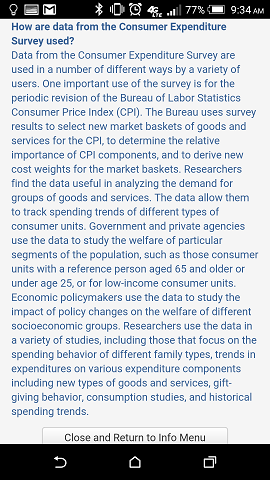 77% 9:34 AM
How are data from the Consumer Expenditure
Survey used?
Data from the Consumer Expenditure Survey are
used in a number of different ways by a variety of
users. One important use of the survey is for the
periodic revision of the Bureau of Labor Statistics
Consumer Price Index (CPI). The Bureau uses survey
results to select new market baskets of goods and
services for the CPI, to determine the relative
importance of CPI components, and to derive new
cost weights for the market baskets. Researchers
find the data useful in analyzing the demand for
groups of goods and services. The data allow them
to track spending trends of different types of
consumer units. Government and private agencies
use the data to study the welfare of particular
segments of the population, such as those consumer
units with a reference person aged 65 and older or
under age 25, or for low-income consumer units.
Economic policymakers use the data to study the
impact of policy changes on the welfare of different
socioeconomic groups. Researchers use the data in
a variety of studies, including those that focus on the
spending behavior of different family types, trends in
expenditures on various expenditure components
including new types of goods and services, gift-
giving behavior, consumption studies, and historical
spending trends.
Close and Return to Info Menu